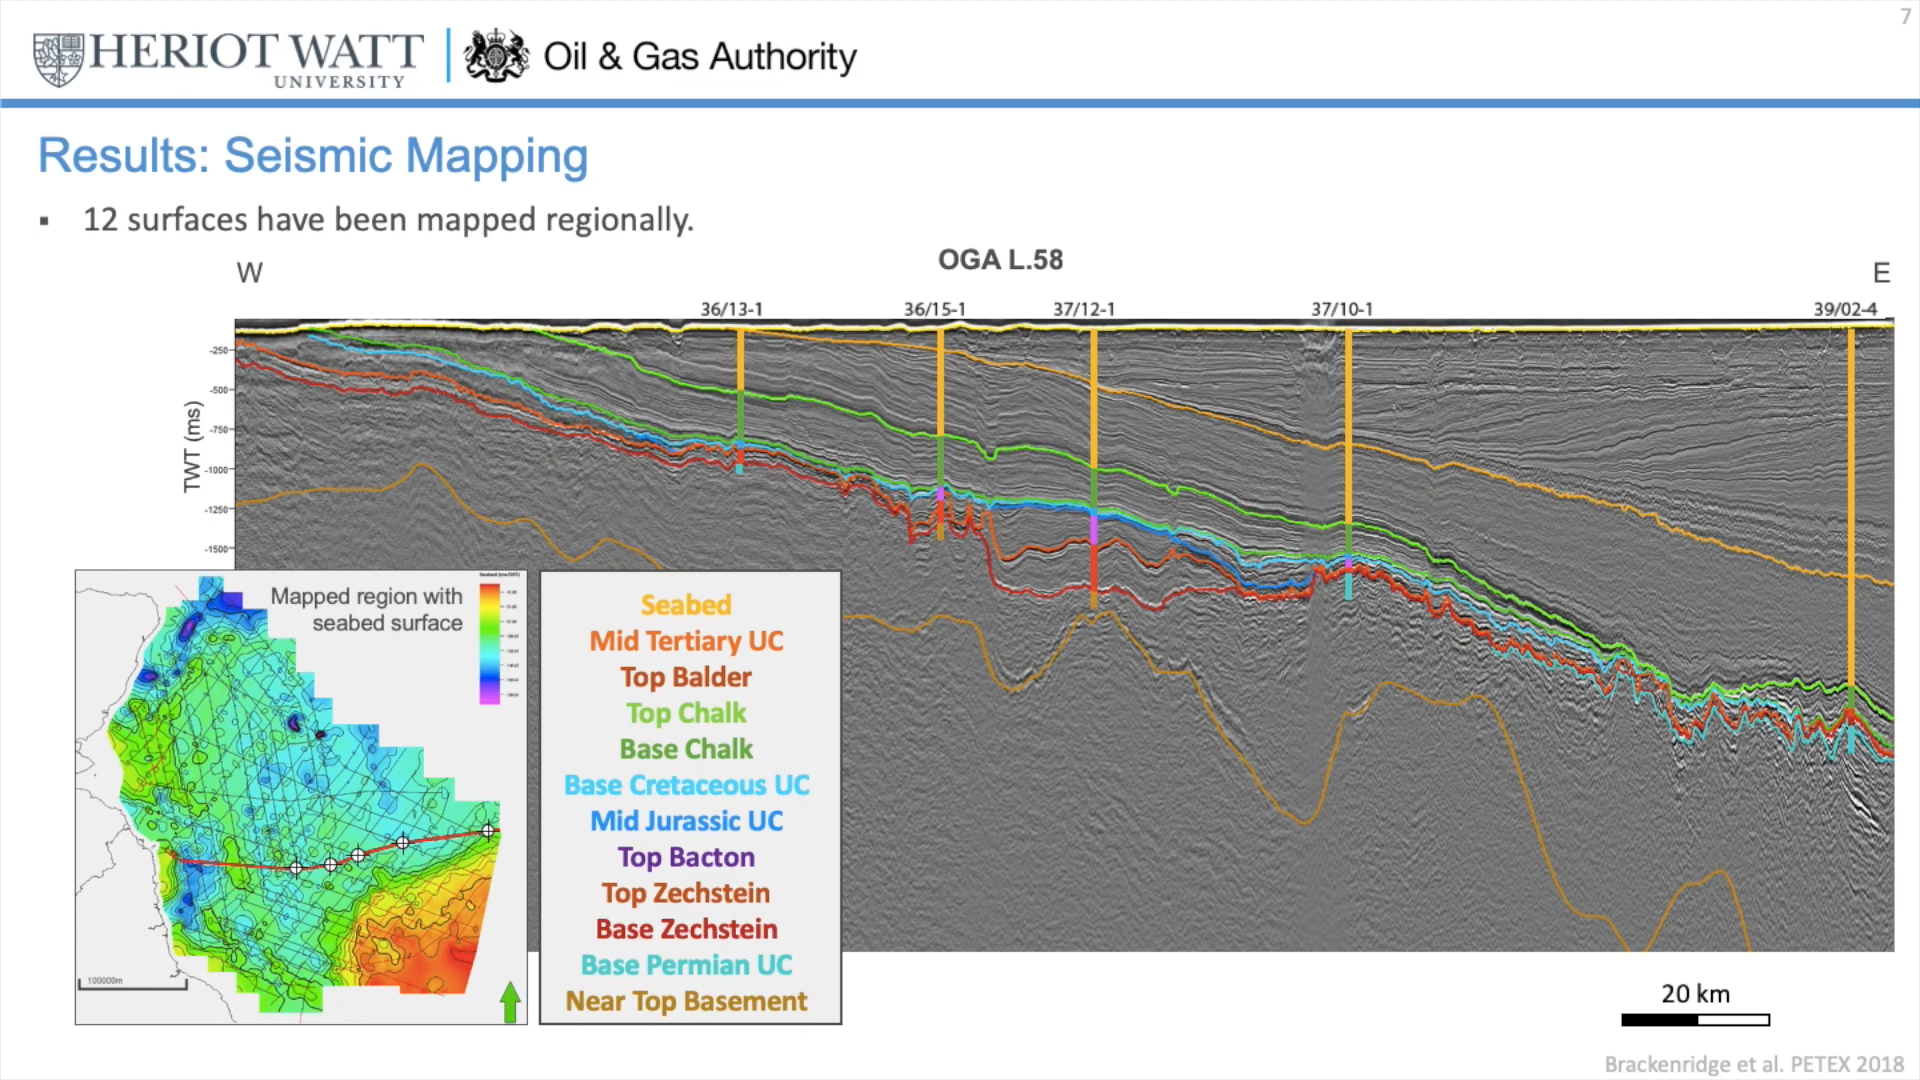 7
HERIOT WATT
UNIVERSITY
Oil & Gas Authority
Results: Seismic Mapping
▪ 12 surfaces have been mapped regionally.
OGA L.58
W
E
36/13-1 36/15-1 37/12-1 37/10-1 39/02-4
TWT (ms)
-250
-500
-750
-1000
-1250
-1500
Mapped region with
seabed surface
100000m
Seabed
Mid Tertiary UC
Top Balder
Top Chalk
Base Chalk
Base Cretaceous UC
Mid Jurassic UC
Top Bacton
Top Zechstein
Base Zechstein
Base Permian UC
Near Top Basement
20 km
Brackenridge et al. PETEX 2018